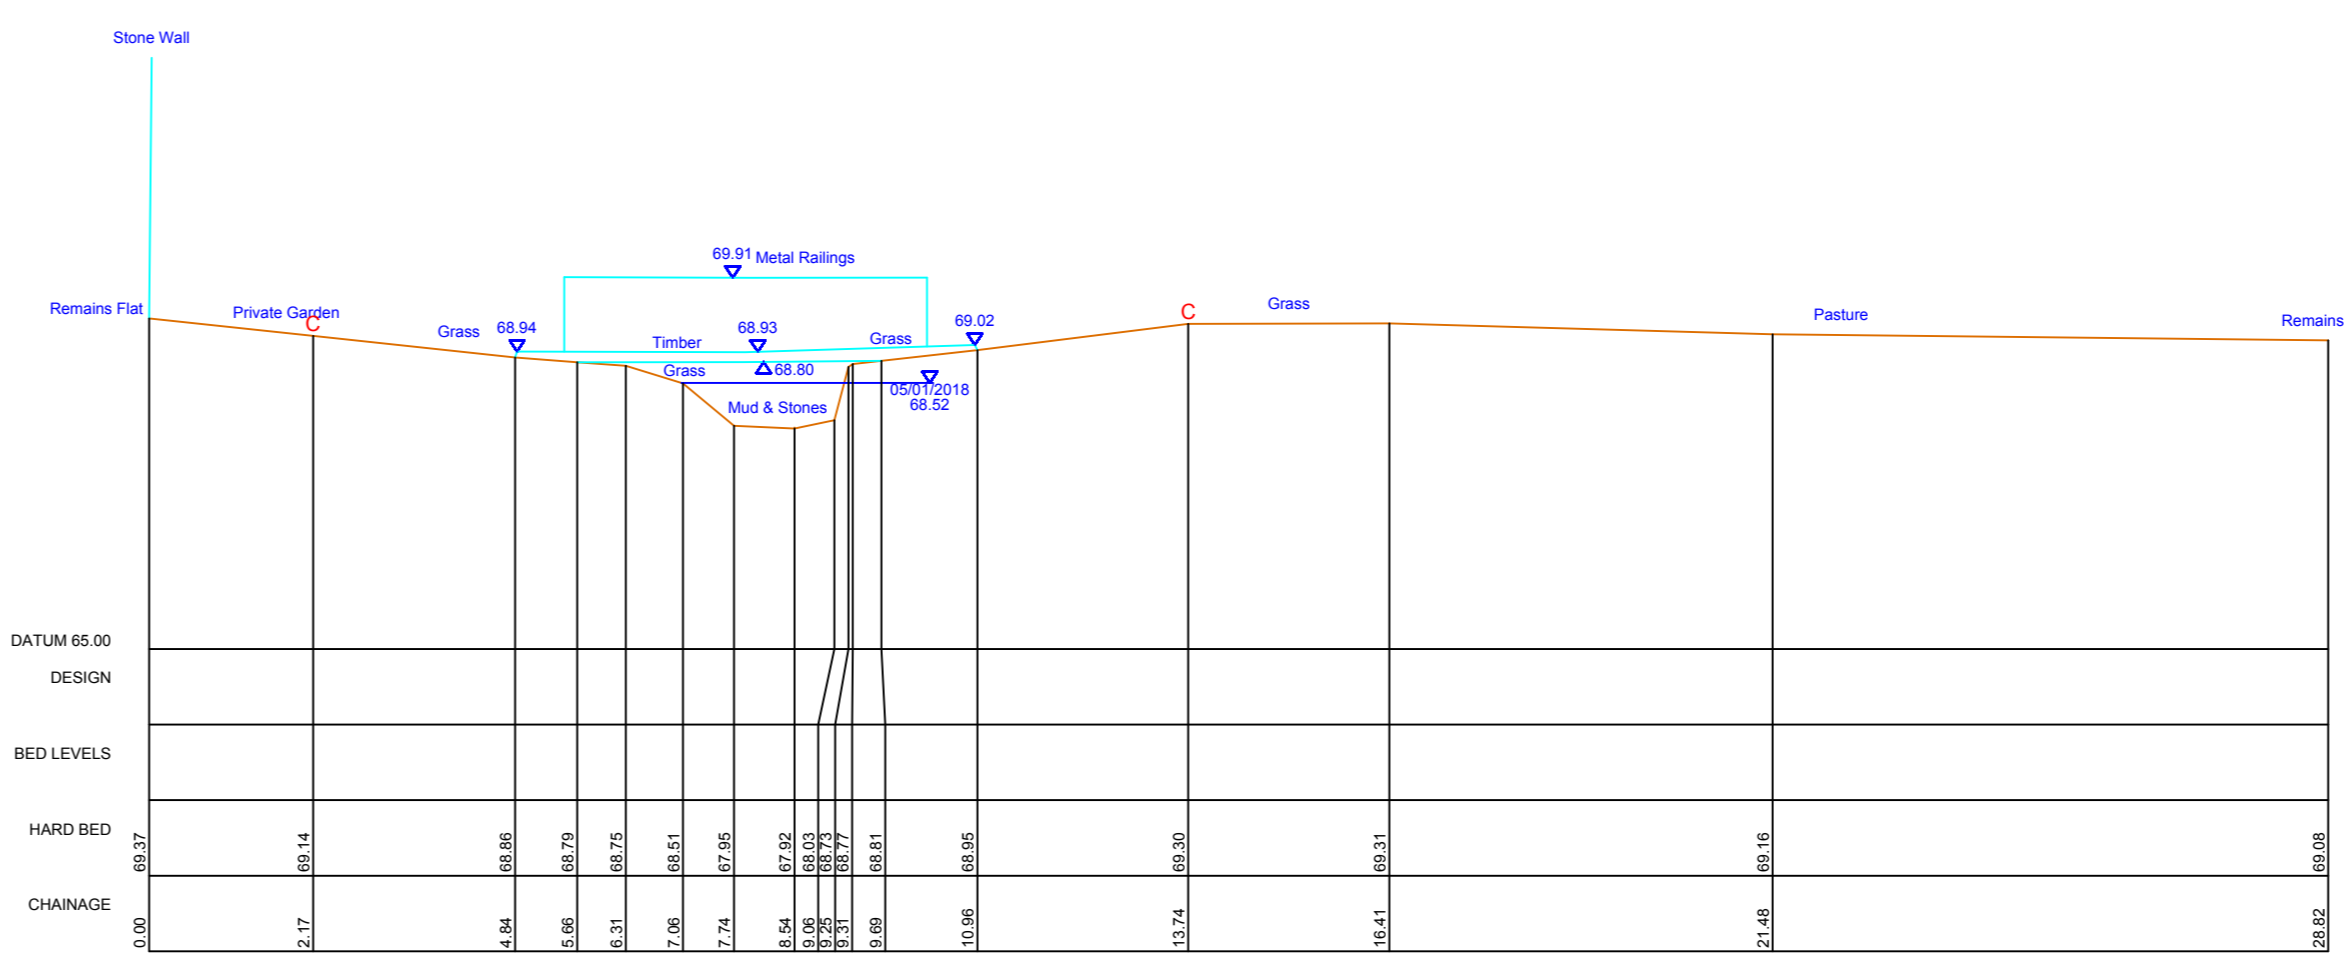 Stone Wall
69.91
Metal Railings
Remains Flat
Private Garden
C
Grass
68.94
Timber
68.93
Grass
69.02
C
Grass
Pasture
Remains
Grass
68.80
05/01/2018
68.52
Mud & Stones
DATUM 65.00
DESIGN
BED LEVELS
HARD BED
69.37
69.14
68.86
68.79
68.75
68.51
67.95
67.92
68.03
68.73
68.77
68.81
68.95
69.30
69.31
69.16
69.08
CHAINAGE
0.00
2.17
4.84
5.66
6.31
7.06
7.74
8.54
9.06
9.25
9.31
9.69
10.96
13.74
16.41
21.48
28.82